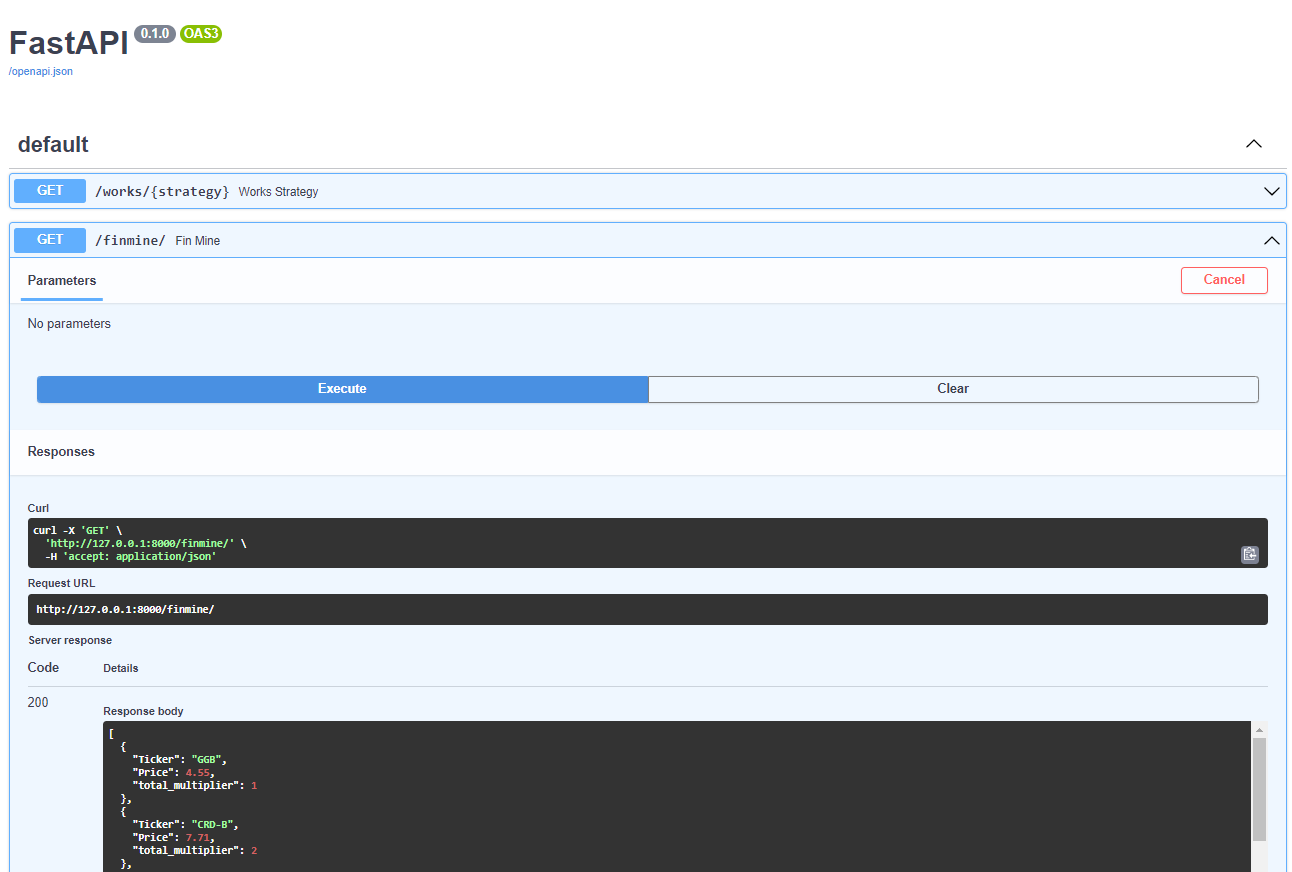 FastAPI 0.1.0 OAS3
/openapi.json
default
GET /works/{strategy} Works Strategy
GET /finmine/ Fin Mine
Parameters Cancel
No parameters
Execute Clear
Responses
Curl
curl -X 'GET' \
  'http://127.0.0.1:8000/finmine/' \
  -H 'accept: application/json'
Request URL
http://127.0.0.1:8000/finmine/
Server response
Code Details
200
Response body
[
  {
    "Ticker": "GGB",
    "Price": 4.55,
    "total_multiplier": 1
  },
  {
    "Ticker": "CRD-B",
    "Price": 7.71,
    "total_multiplier": 2
  },